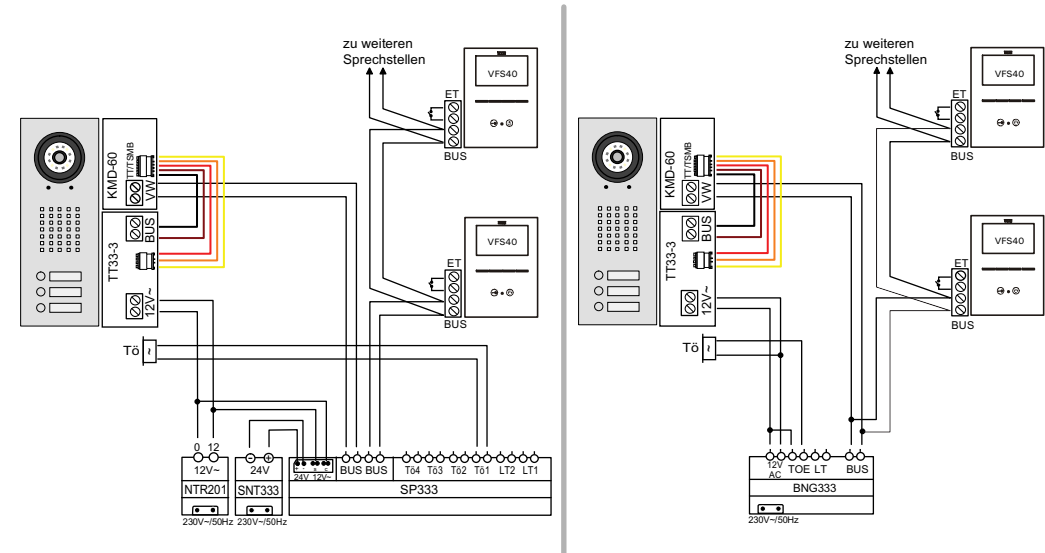 zu weiteren
Sprechstellen
VFS40
ET
BUS
KMD-60
TT/TSMB
VW
TT33-3
BUS
12V~
VFS40
ET
BUS
Tö
~
0 12
12V~
NTR201
230V~/50Hz
24V
SNT333
230V~/50Hz
24V 12V~
BUS BUS
Tö4 Tö3 Tö2 Tö1 LT2 LT1
SP333
zu weiteren
Sprechstellen
VFS40
ET
BUS
KMD-60
TT/TSMB
VW
TT33-3
BUS
12V~
VFS40
ET
BUS
Tö
~
12V
AC
TOE LT
BUS
BNG333
230V~/50Hz